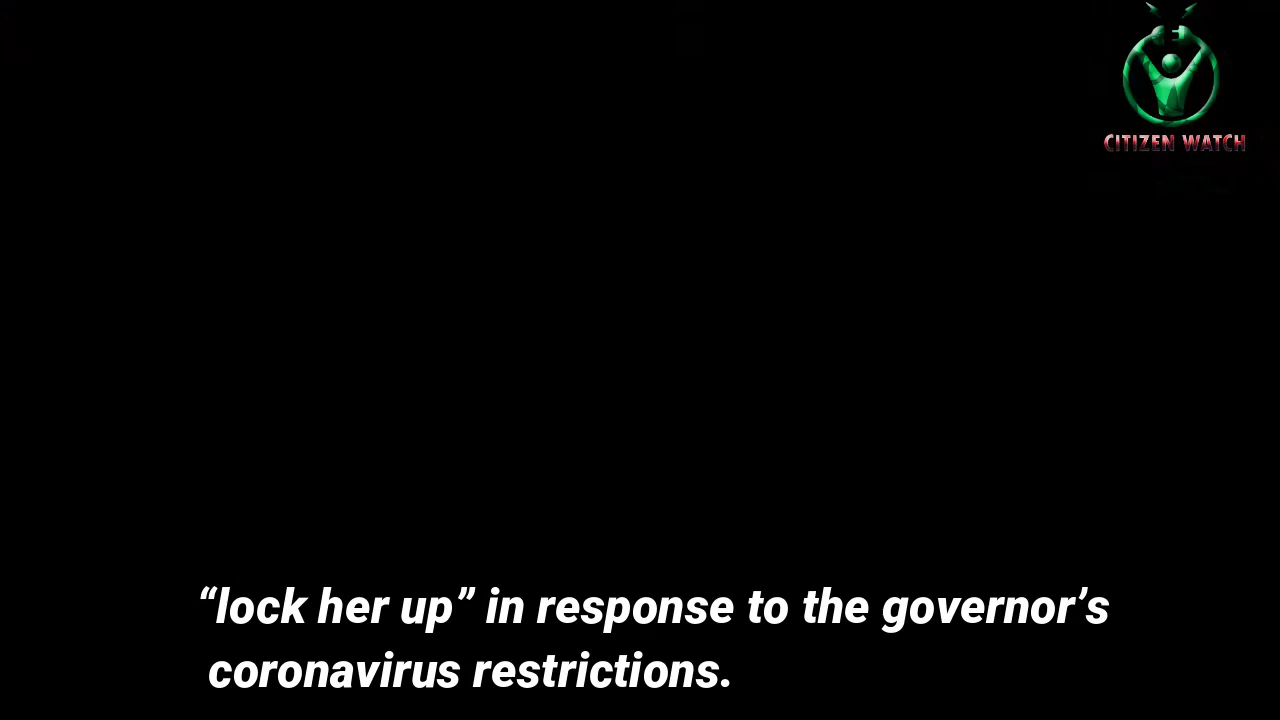 CITIZEN WATCH
“lock her up” in response to the governor’s
coronavirus restrictions.